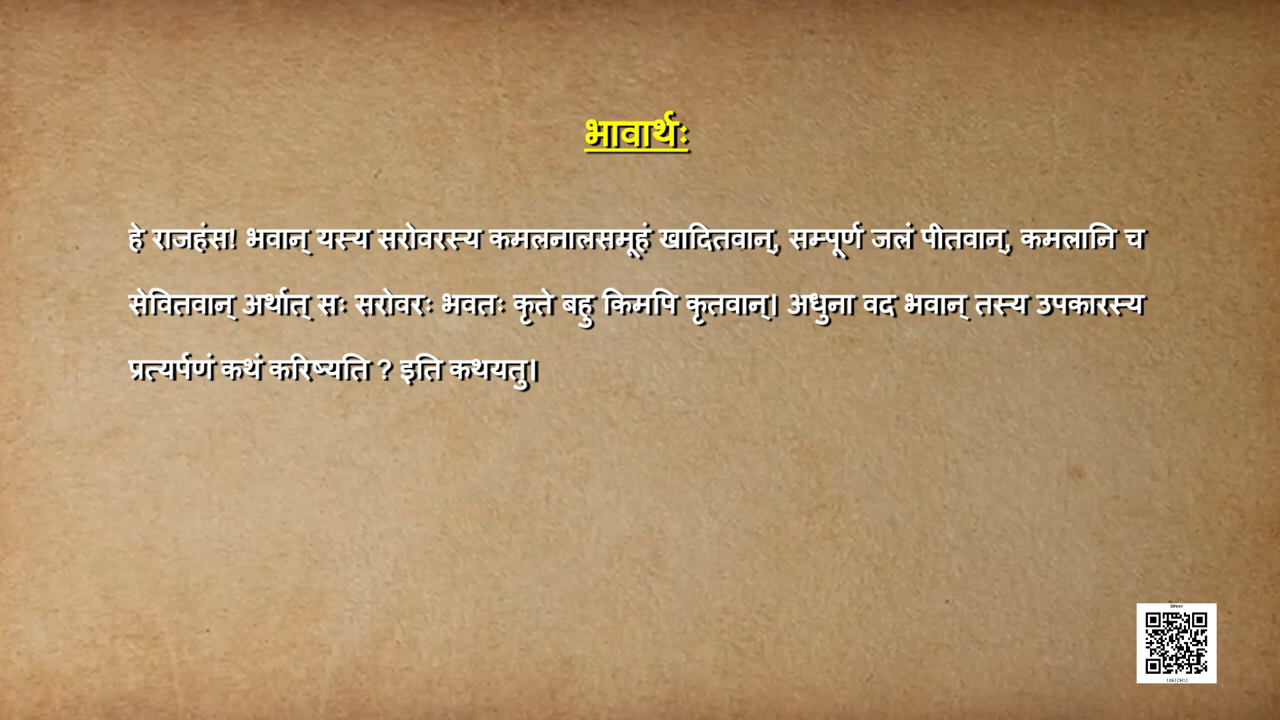 भावार्थः
हे राजहंस! भवान् यस्य सरोवरस्य कमलनालसमूहं खादितवान्, सम्पूर्ण जलं पीतवान्, कमलानि च
सेवितवान् अर्थात् सः सरोवरः भवतः कृते बहु किमपि कृतवान्। अधुना वद भवान् तस्य उपकारस्य
प्रत्यर्पणं कथं करिष्यति ? इति कथयतु।